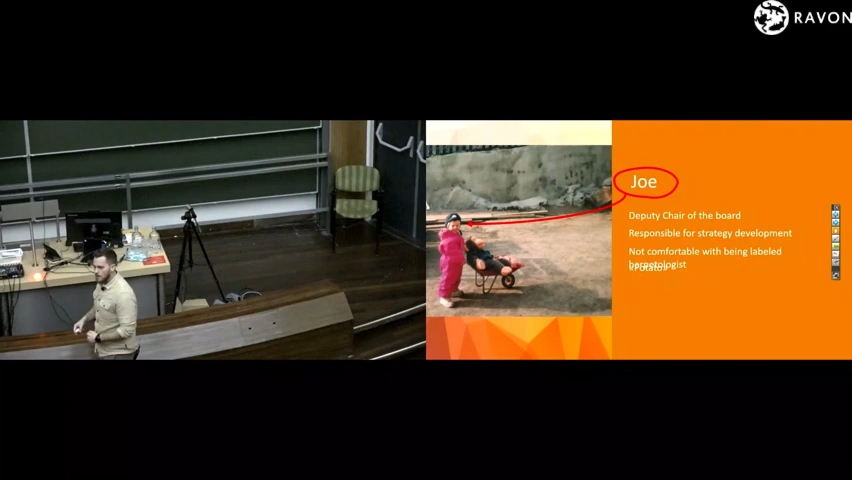 RAVON
Joe
Deputy Chair of the board
Responsible for strategy development
Not comfortable with being labeled
herpetologist